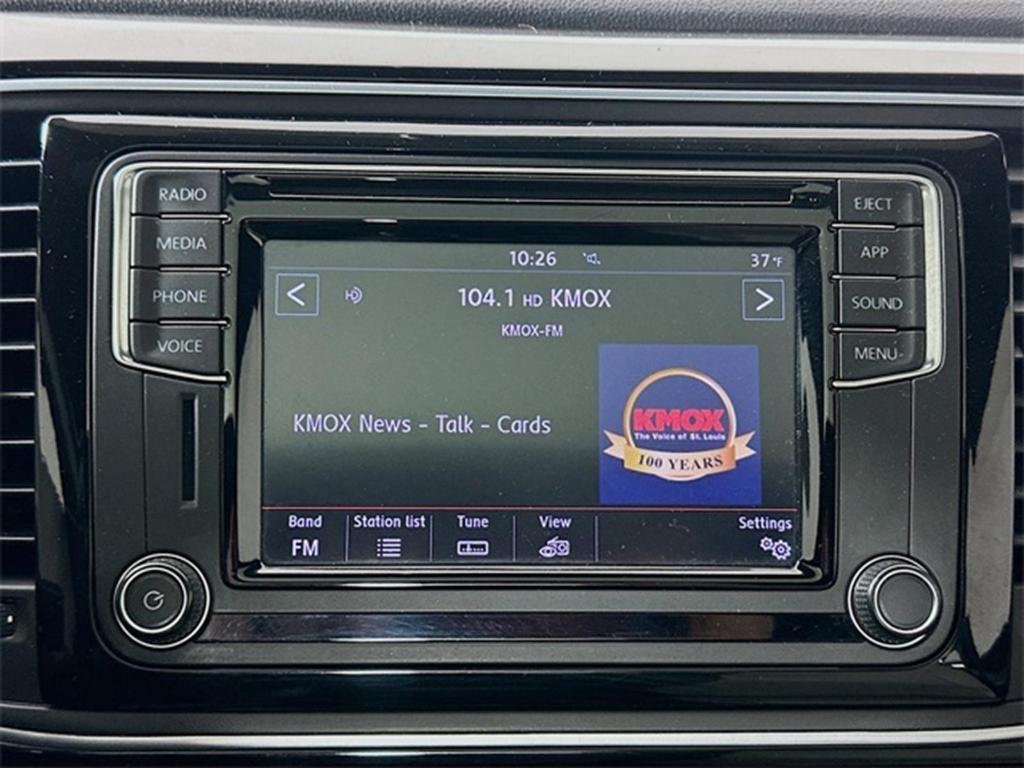 RADIO
MEDIA
PHONE
VOICE
EJECT
APP
SOUND
MENU
10:26
37°F
104.1 HD KMOX
KMOX-FM
KMOX News - Talk - Cards
KMOX
The Voice of St. Louis
100 YEARS
Band
FM
Station list
Tune
View
Settings